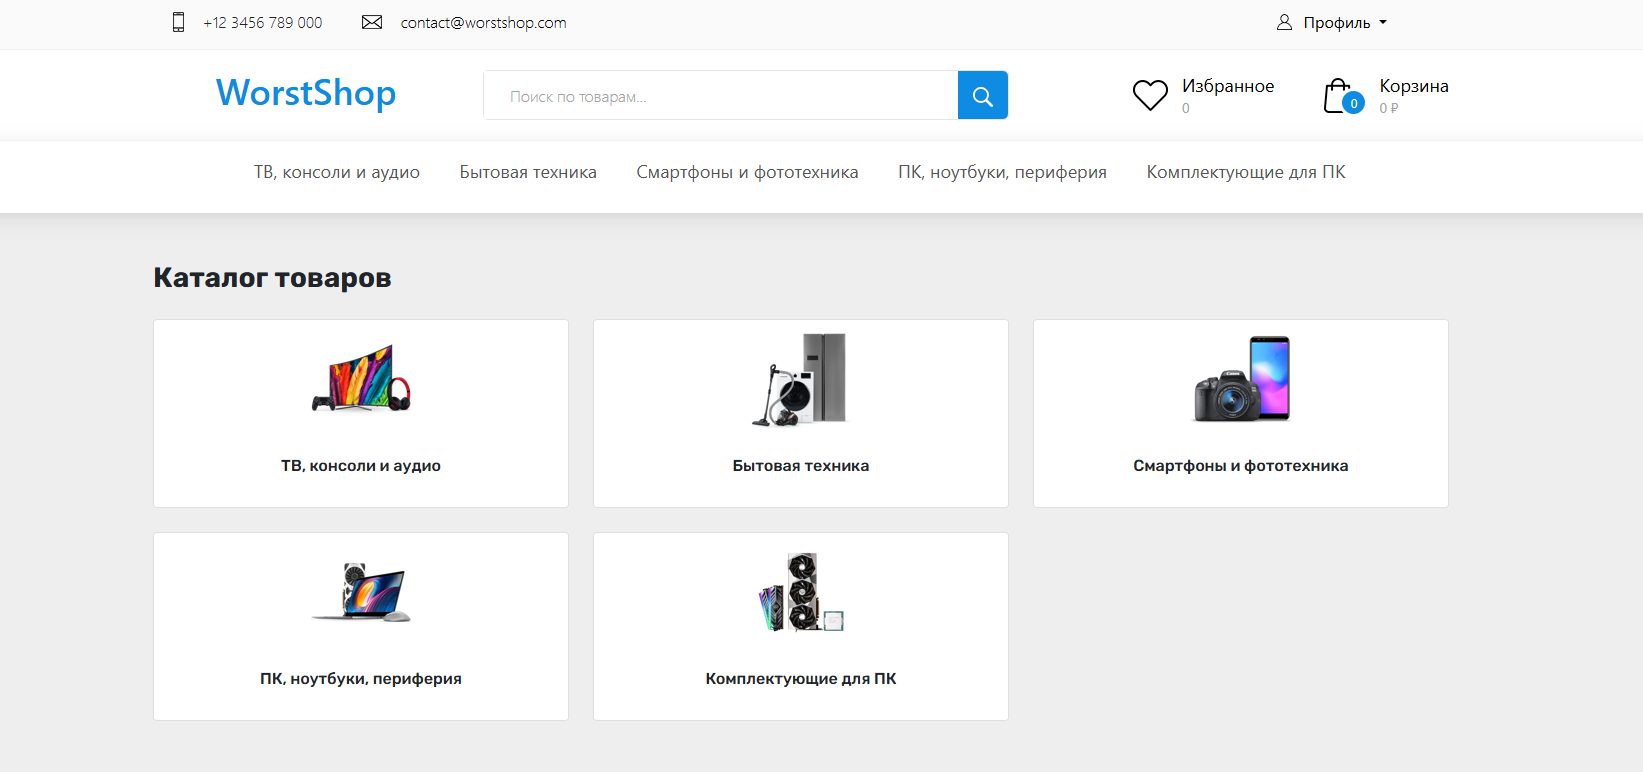 +12 3456 789 000
contact@worstshop.com
Профиль
WorstShop
Поиск по товарам...
Избранное
0
0
Корзина
0 ₽
ТВ, консоли и аудио
Бытовая техника
Смартфоны и фототехника
ПК, ноутбуки, периферия
Комплектующие для ПК
Каталог товаров
ТВ, консоли и аудио
Бытовая техника
Canon
Смартфоны и фототехника
ПК, ноутбуки, периферия
Комплектующие для ПК